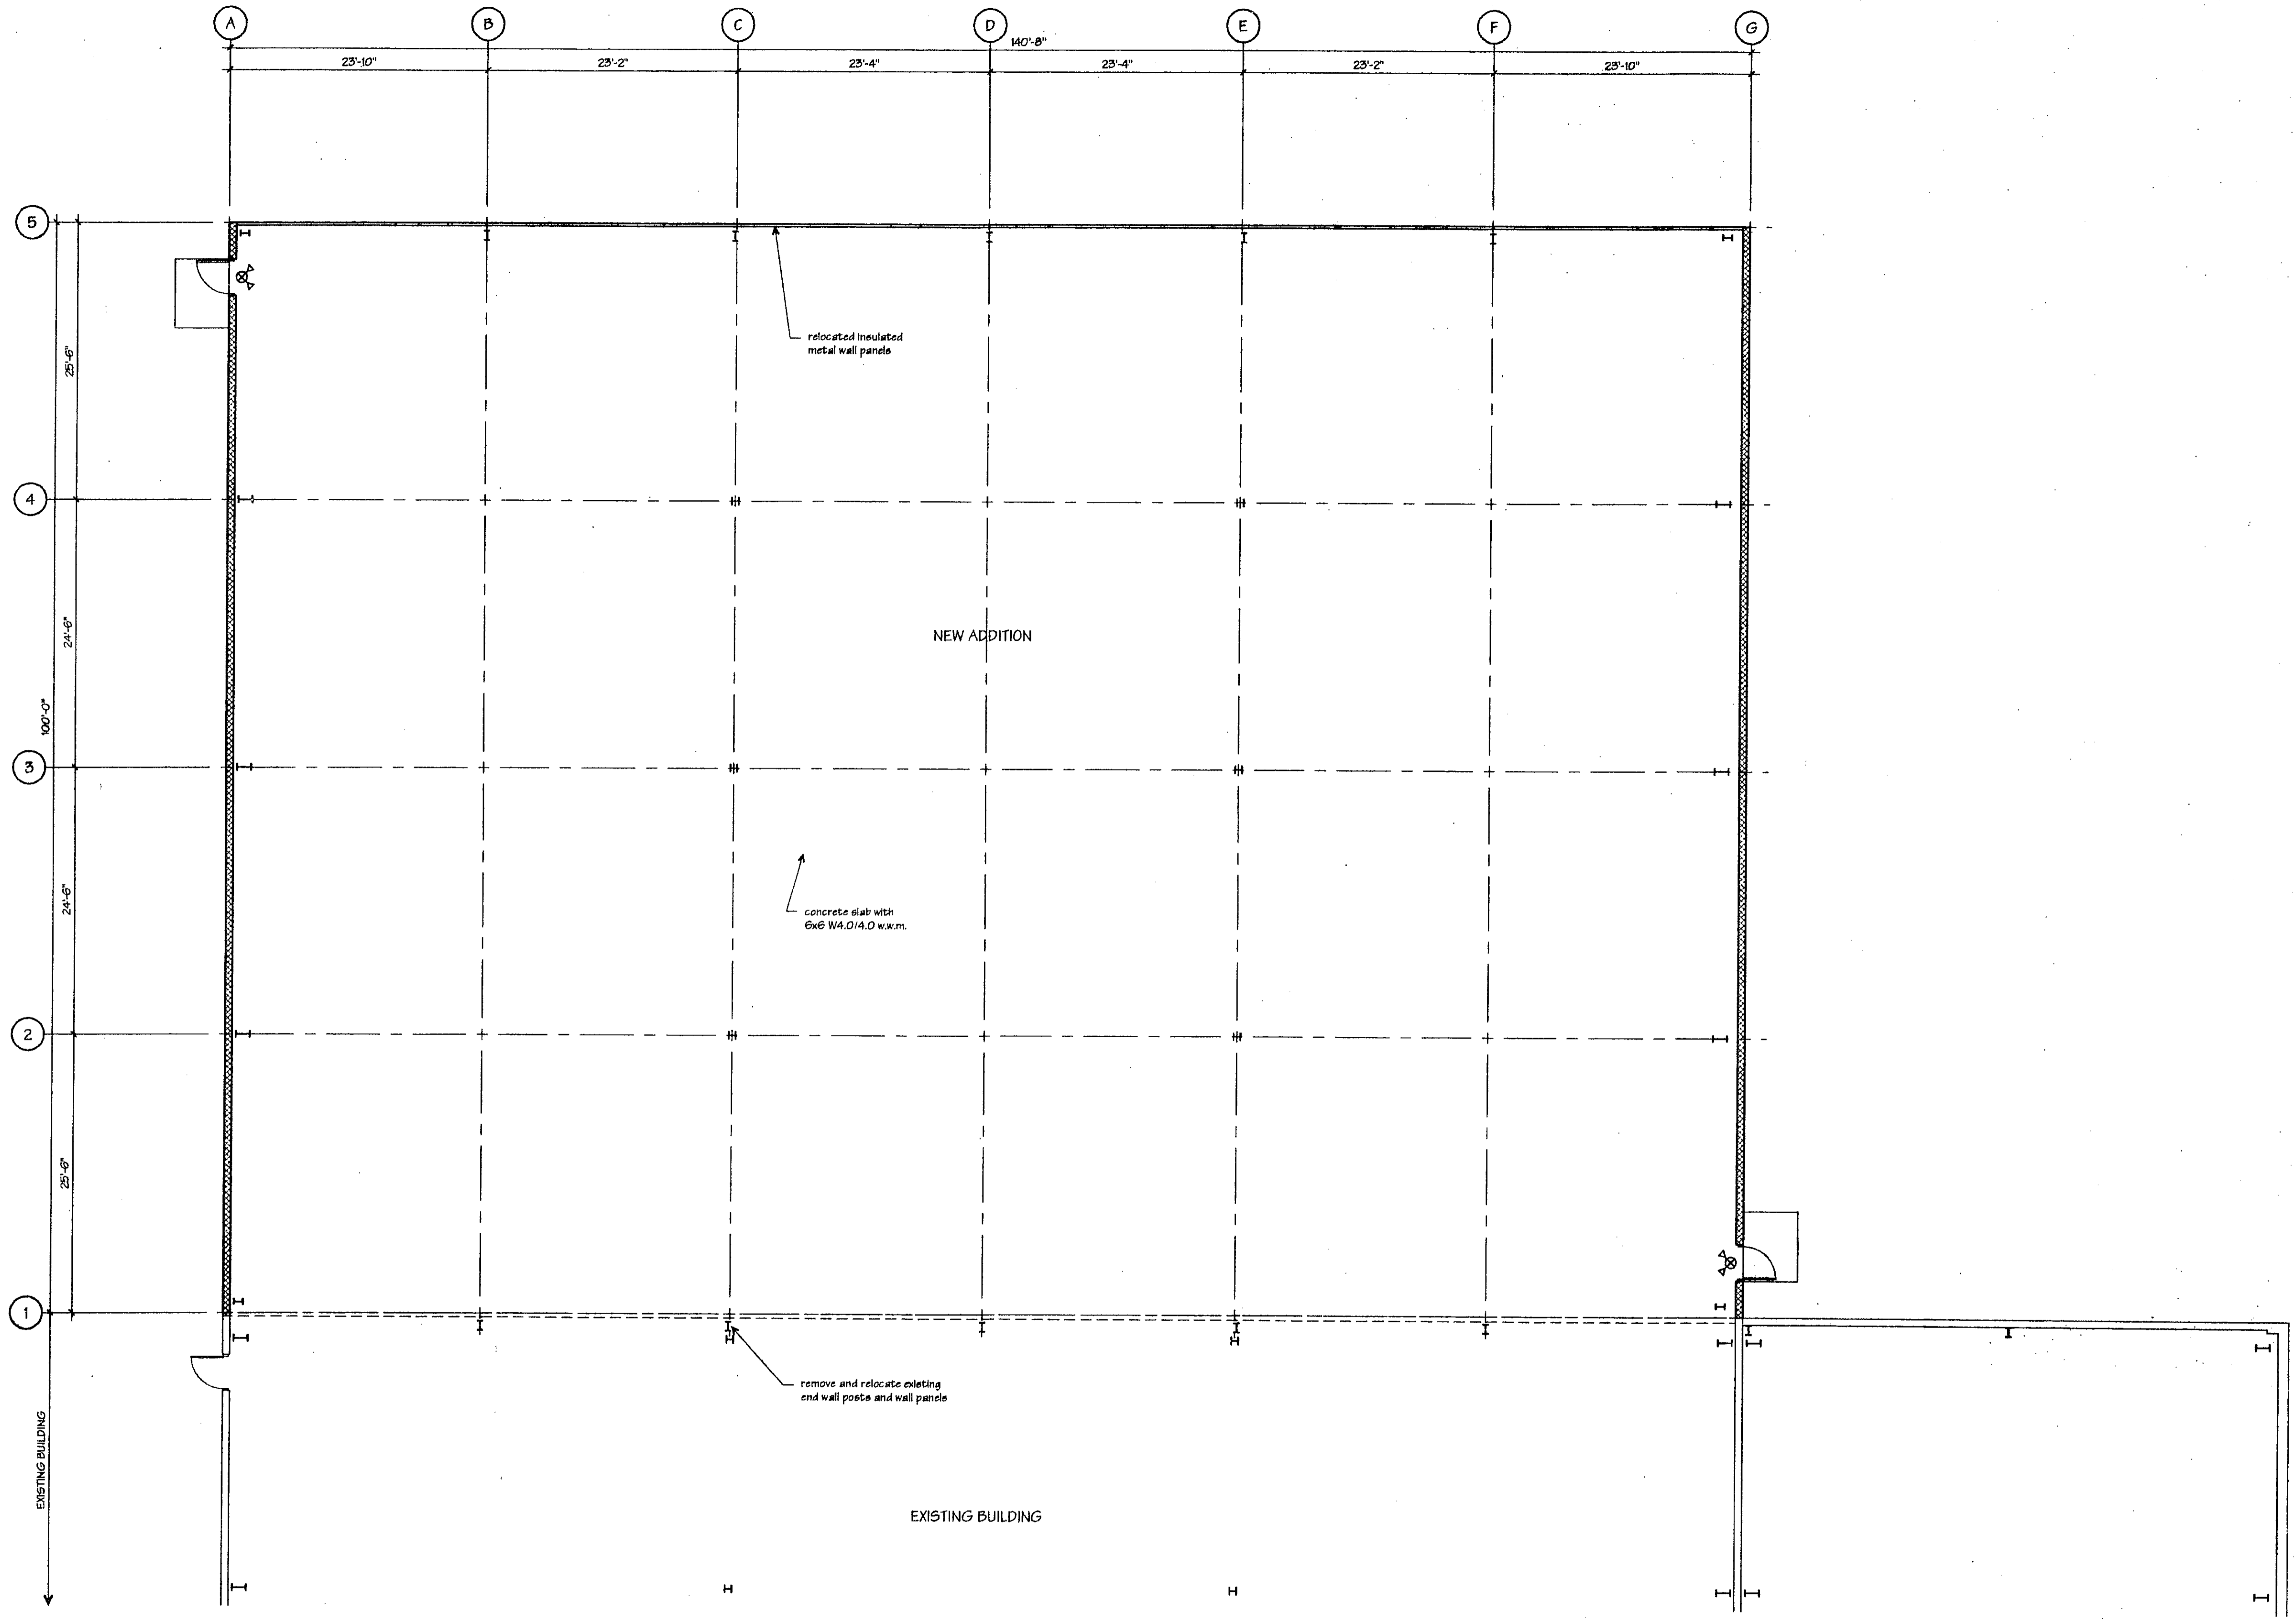 A B C D E F G
140'-8"
23'-10" 23'-2" 23'-4" 23'-4" 23'-2" 23'-10"
5
25'-6"
relocated insulated
metal wall panels
4
24'-6"
NEW ADDITION
100'-0"
3
24'-6"
concrete slab with
6x6 W4.0/4.0 w.w.m.
2
25'-6"
1
remove and relocate existing
end wall posts and wall panels
EXISTING BUILDING
EXISTING BUILDING